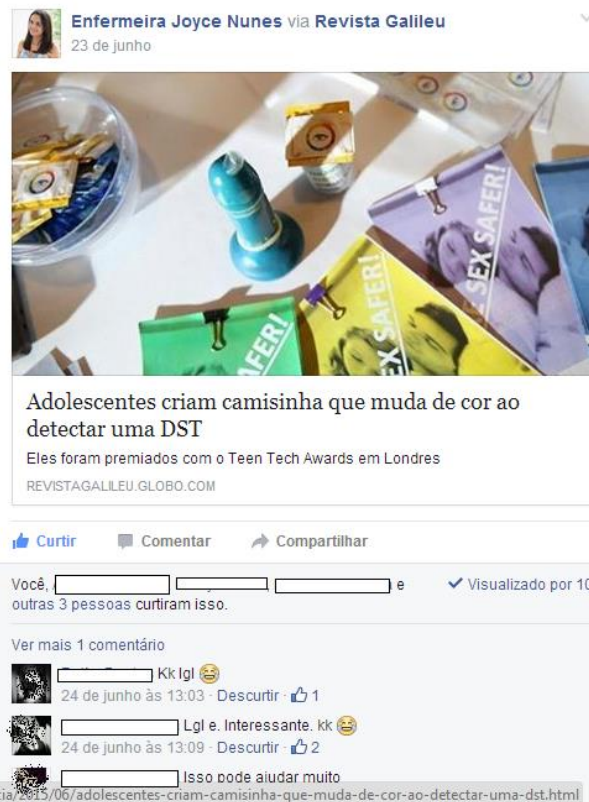 Enfermeira Joyce Nunes via Revista Galileu
23 de junho
SEX SAFER!
EX SAFER!
AFER!
Adolescentes criam camisinha que muda de cor ao
detectar uma DST
Eles foram premiados com o Teen Tech Awards em Londres
REVISTAGALILEU.GLOBO.COM
Curtir Comentar Compartilhar
Você, , , e Visualizado por 10
outras 3 pessoas curtiram isso.
Ver mais 1 comentário
Kk lgl 😂
24 de junho às 13:03 · Descurtir · 1
Lgl e. Interessante. kk 😂
24 de junho às 13:09 · Descurtir · 2
Isso pode ajudar muito
cia/2015/06/adolescentes-criam-camisinha-que-muda-de-cor-ao-detectar-uma-dst.html